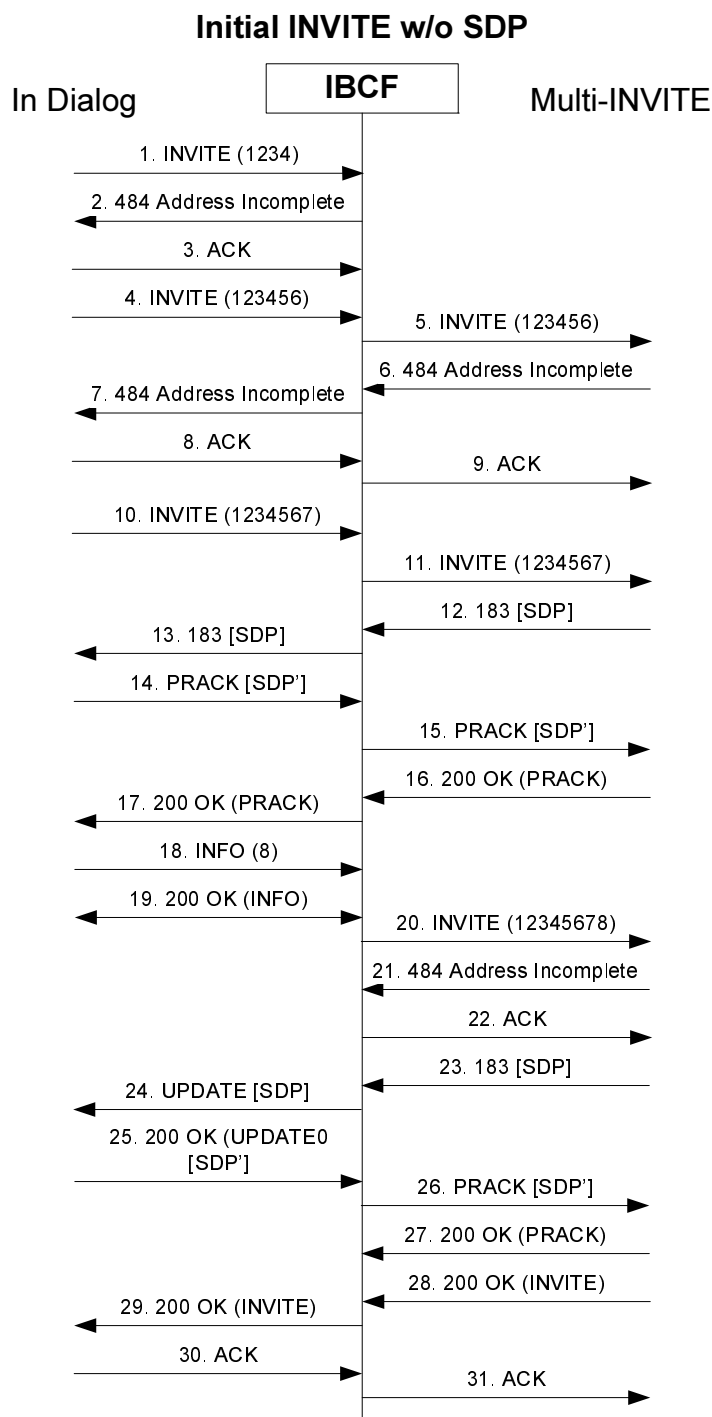 Initial INVITE w/o SDP
IBCF
In Dialog
Multi-INVITE
1. INVITE (1234)
2. 484 Address Incomplete
3. ACK
4. INVITE (123456)
5. INVITE (123456)
6. 484 Address Incomplete
7. 484 Address Incomplete
8. ACK
9. ACK
10. INVITE (1234567)
11. INVITE (1234567)
12. 183 [SDP]
13. 183 [SDP]
14. PRACK [SDP']
15. PRACK [SDP']
16. 200 OK (PRACK)
17. 200 OK (PRACK)
18. INFO (8)
19. 200 OK (INFO)
20. INVITE (12345678)
21. 484 Address Incomplete
22. ACK
23. 183 [SDP]
24. UPDATE [SDP]
25. 200 OK (UPDATE0
[SDP']
26. PRACK [SDP']
27. 200 OK (PRACK)
28. 200 OK (INVITE)
29. 200 OK (INVITE)
30. ACK
31. ACK